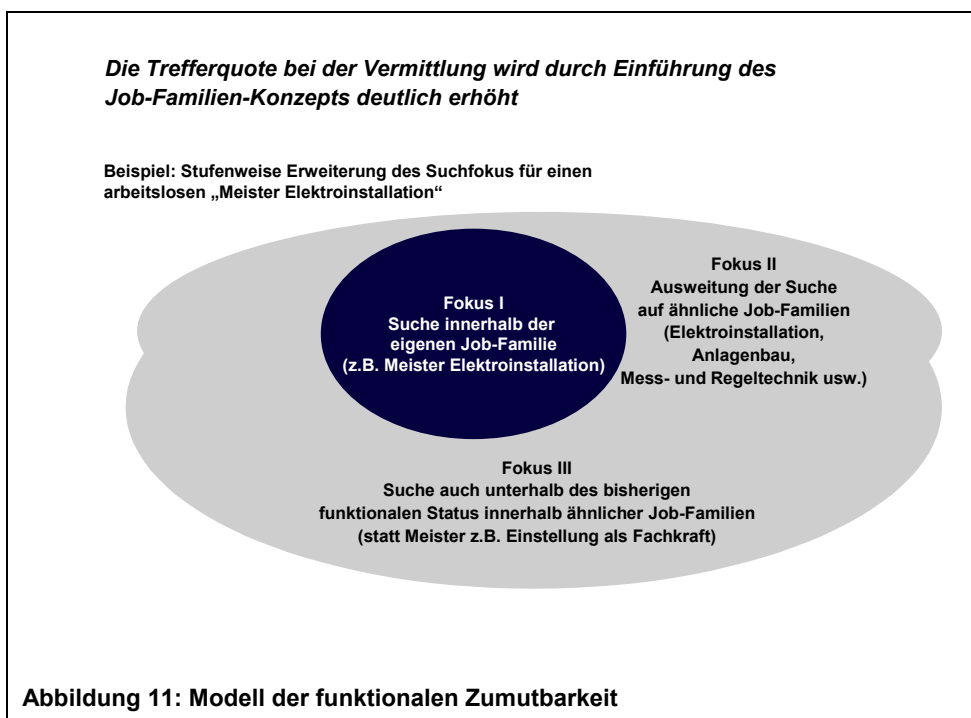 Die Trefferquote bei der Vermittlung wird durch Einführung des
Job-Familien-Konzepts deutlich erhöht
Beispiel: Stufenweise Erweiterung des Suchfokus für einen
arbeitslosen „Meister Elektroinstallation“
Fokus I
Suche innerhalb der
eigenen Job-Familie
(z.B. Meister Elektroinstallation)
Fokus II
Ausweitung der Suche
auf ähnliche Job-Familien
(Elektroinstallation,
Anlagenbau,
Mess- und Regeltechnik usw.)
Fokus III
Suche auch unterhalb des bisherigen
funktionalen Status innerhalb ähnlicher Job-Familien
(statt Meister z.B. Einstellung als Fachkraft)
Abbildung 11: Modell der funktionalen Zumutbarkeit